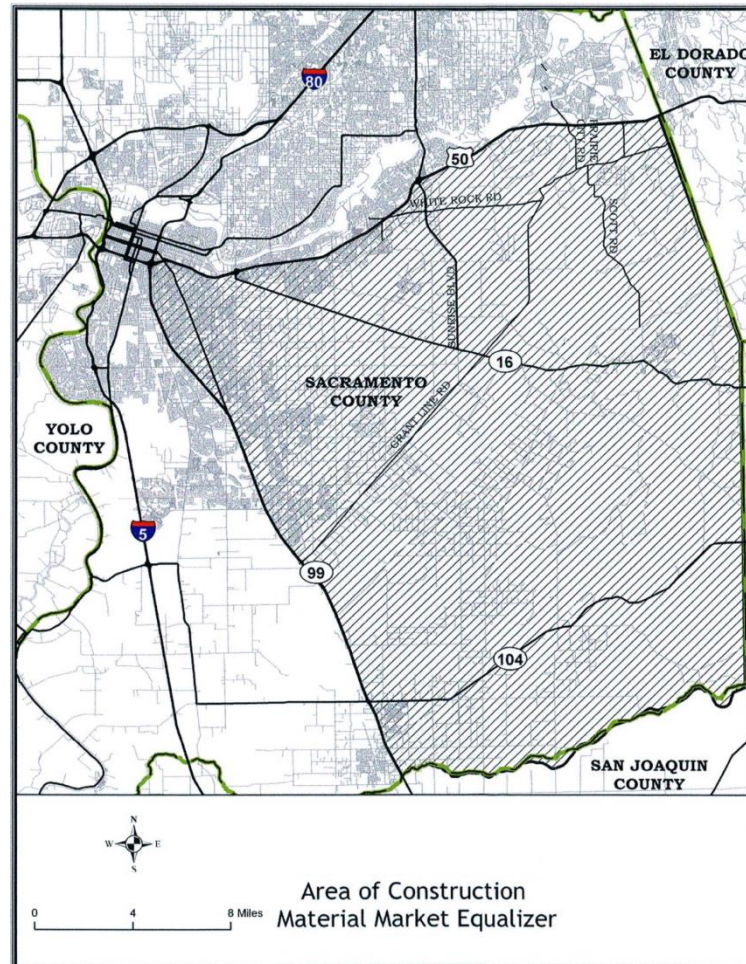 EL DORADO
COUNTY
80
50
PRAIRIE
CITY RD
WHITE ROCK RD
SCOTT RD
SUNRISE BLVD
16
SACRAMENTO
COUNTY
GRANT LINE RD
YOLO
COUNTY
5
99
104
SAN JOAQUIN
COUNTY
N
W E
S
0 4 8 Miles
Area of Construction
Material Market Equalizer